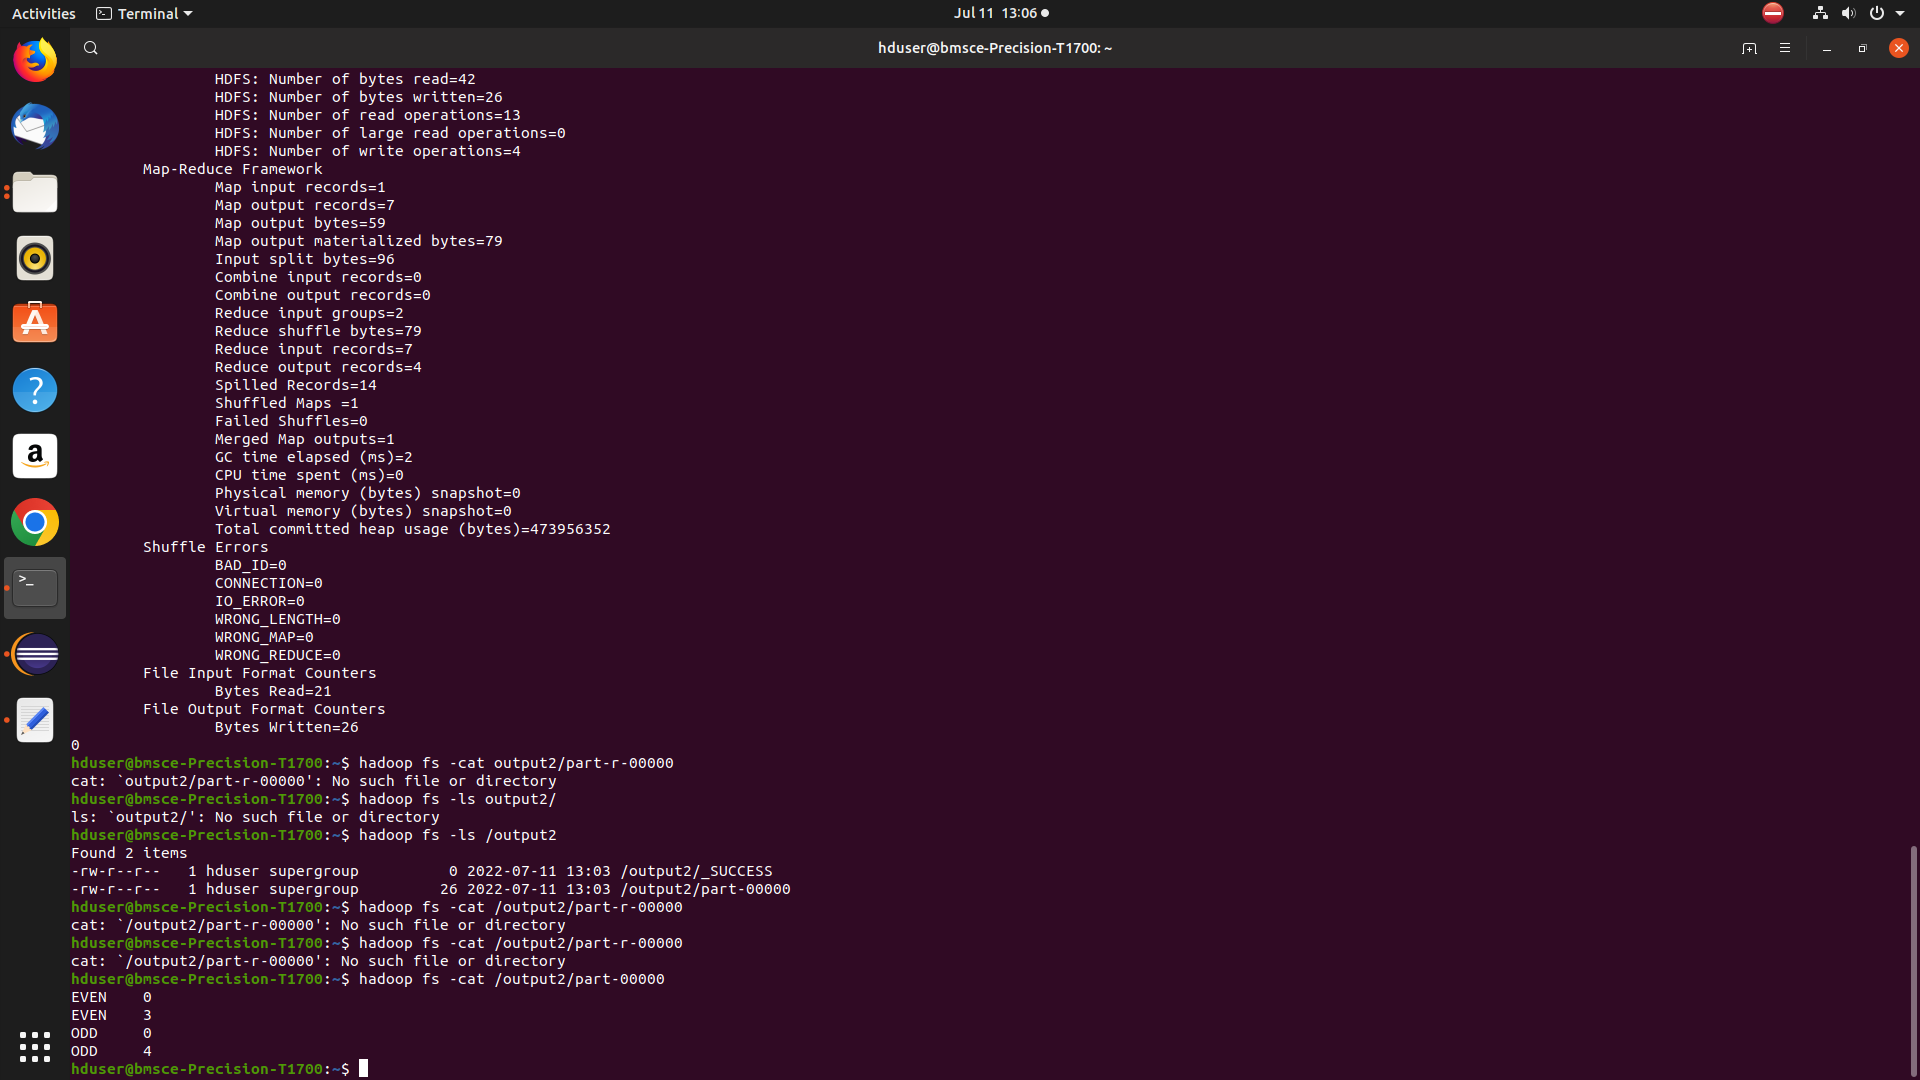 Activities
Terminal
Jul 11 13:06
hduser@bmsce-Precision-T1700: ~
                HDFS: Number of bytes read=42
                HDFS: Number of bytes written=26
                HDFS: Number of read operations=13
                HDFS: Number of large read operations=0
                HDFS: Number of write operations=4
        Map-Reduce Framework
                Map input records=1
                Map output records=7
                Map output bytes=59
                Map output materialized bytes=79
                Input split bytes=96
                Combine input records=0
                Combine output records=0
                Reduce input groups=2
                Reduce shuffle bytes=79
                Reduce input records=7
                Reduce output records=4
                Spilled Records=14
                Shuffled Maps =1
                Failed Shuffles=0
                Merged Map outputs=1
                GC time elapsed (ms)=2
                CPU time spent (ms)=0
                Physical memory (bytes) snapshot=0
                Virtual memory (bytes) snapshot=0
                Total committed heap usage (bytes)=473956352
        Shuffle Errors
                BAD_ID=0
                CONNECTION=0
                IO_ERROR=0
                WRONG_LENGTH=0
                WRONG_MAP=0
                WRONG_REDUCE=0
        File Input Format Counters
                Bytes Read=21
        File Output Format Counters
                Bytes Written=26
0
hduser@bmsce-Precision-T1700:~$ hadoop fs -cat output2/part-r-00000
cat: `output2/part-r-00000': No such file or directory
hduser@bmsce-Precision-T1700:~$ hadoop fs -ls output2/
ls: `output2/': No such file or directory
hduser@bmsce-Precision-T1700:~$ hadoop fs -ls /output2
Found 2 items
-rw-r--r--   1 hduser supergroup          0 2022-07-11 13:03 /output2/_SUCCESS
-rw-r--r--   1 hduser supergroup         26 2022-07-11 13:03 /output2/part-00000
hduser@bmsce-Precision-T1700:~$ hadoop fs -cat /output2/part-r-00000
cat: `/output2/part-r-00000': No such file or directory
hduser@bmsce-Precision-T1700:~$ hadoop fs -cat /output2/part-r-00000
cat: `/output2/part-r-00000': No such file or directory
hduser@bmsce-Precision-T1700:~$ hadoop fs -cat /output2/part-00000
EVEN    0
EVEN    3
ODD     0
ODD     4
hduser@bmsce-Precision-T1700:~$